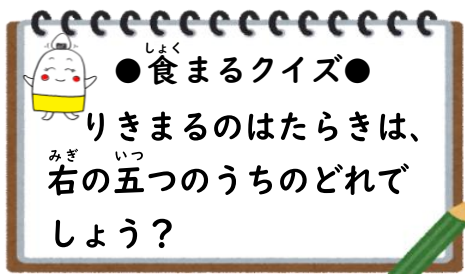 ●食まるクイズ●
りきまるのはたらきは、
右の五つのうちのどれで
しょう？